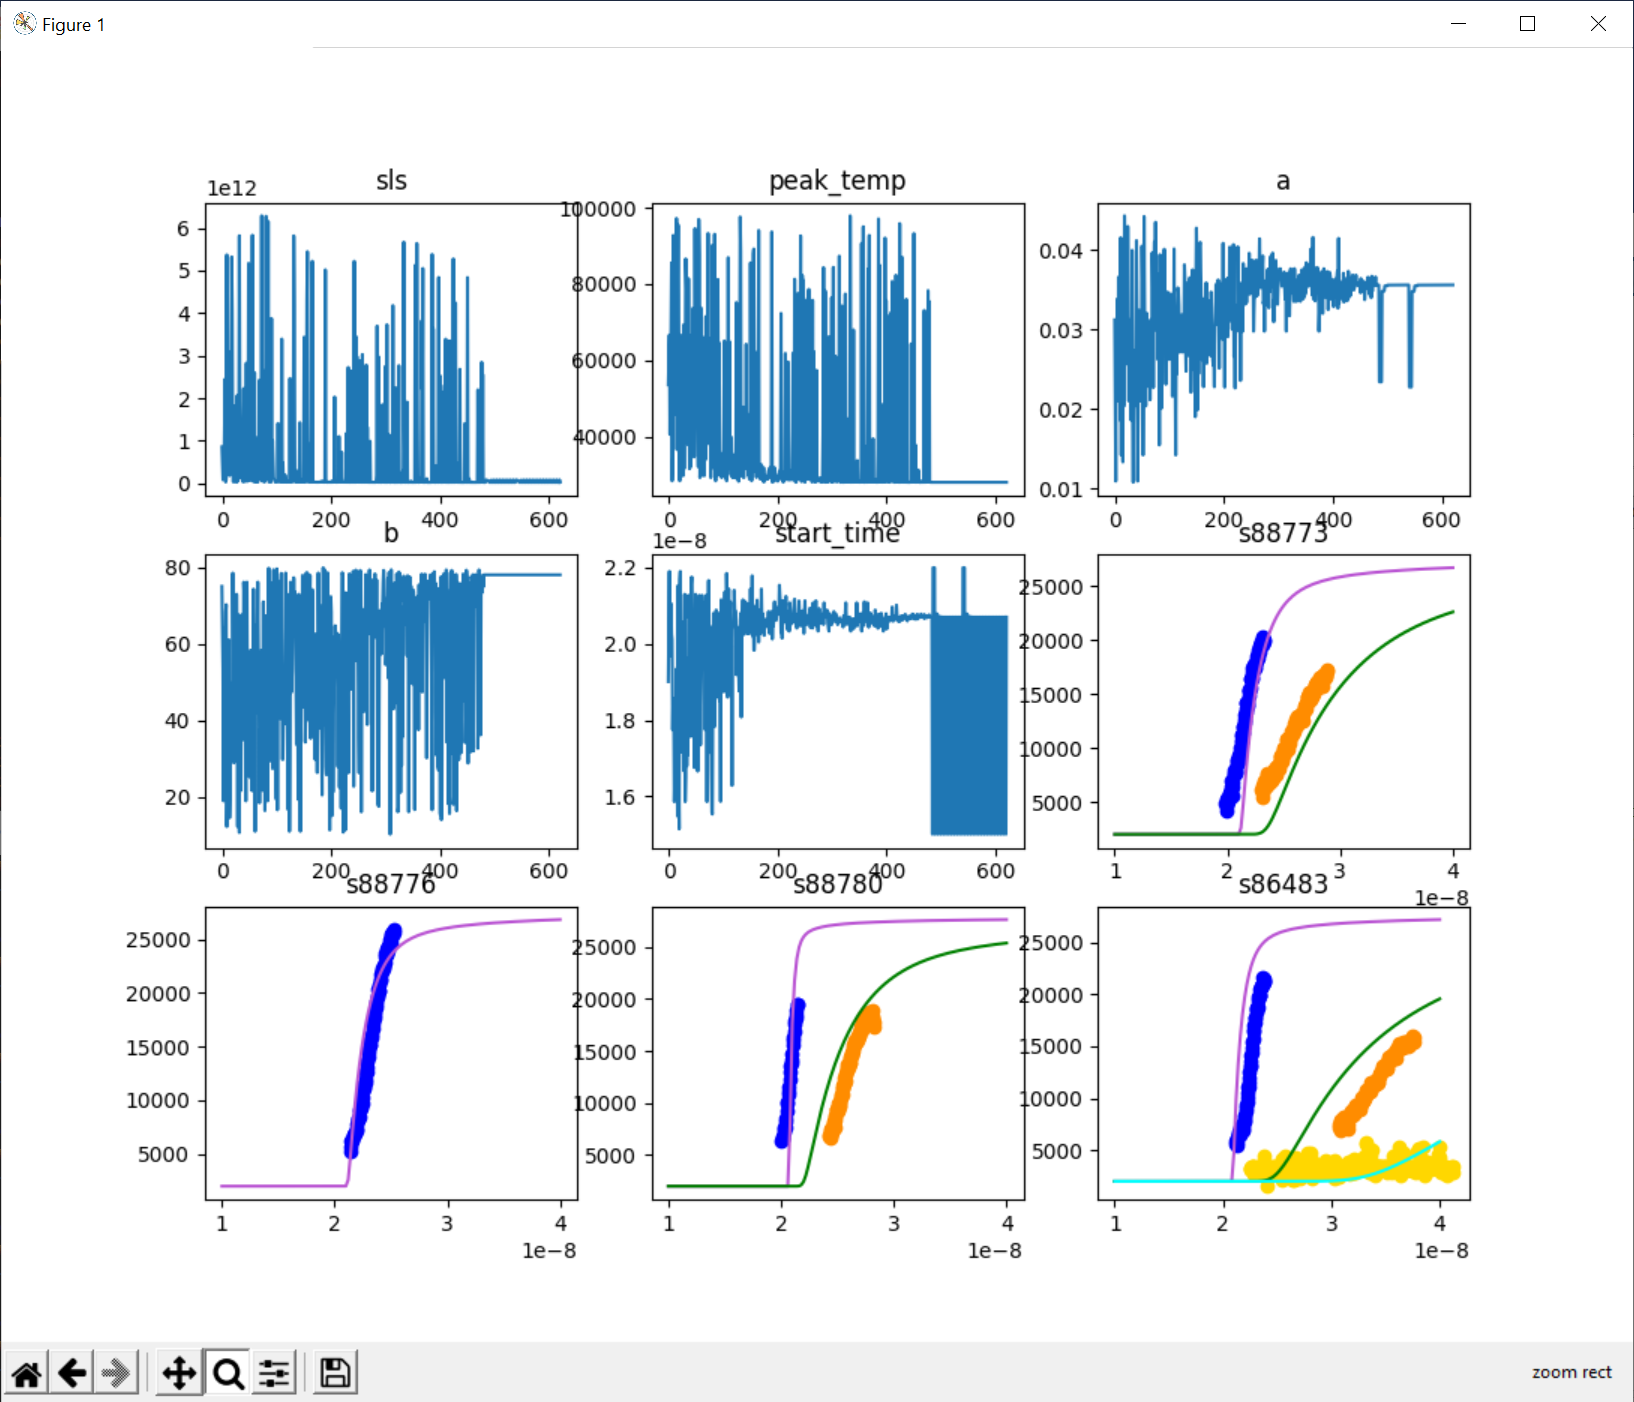 Figure 1
sls
1e12
6
5
4
3
2
1
0
0 200 400 600
peak_temp
100000
80000
60000
40000
0 200 400 600
a
0.04
0.03
0.02
0.01
0 200 400 600
b
80
60
40
20
0 200 400 600
start_time
1e−8
2.2
2.0
1.8
1.6
0 200 400 600
s88773
25000
20000
15000
10000
5000
1 2 3 4
1e−8
s88776
25000
20000
15000
10000
5000
1 2 3 4
1e−8
s88780
25000
20000
15000
10000
5000
1 2 3 4
1e−8
s86483
25000
20000
15000
10000
5000
1 2 3 4
1e−8
zoom rect